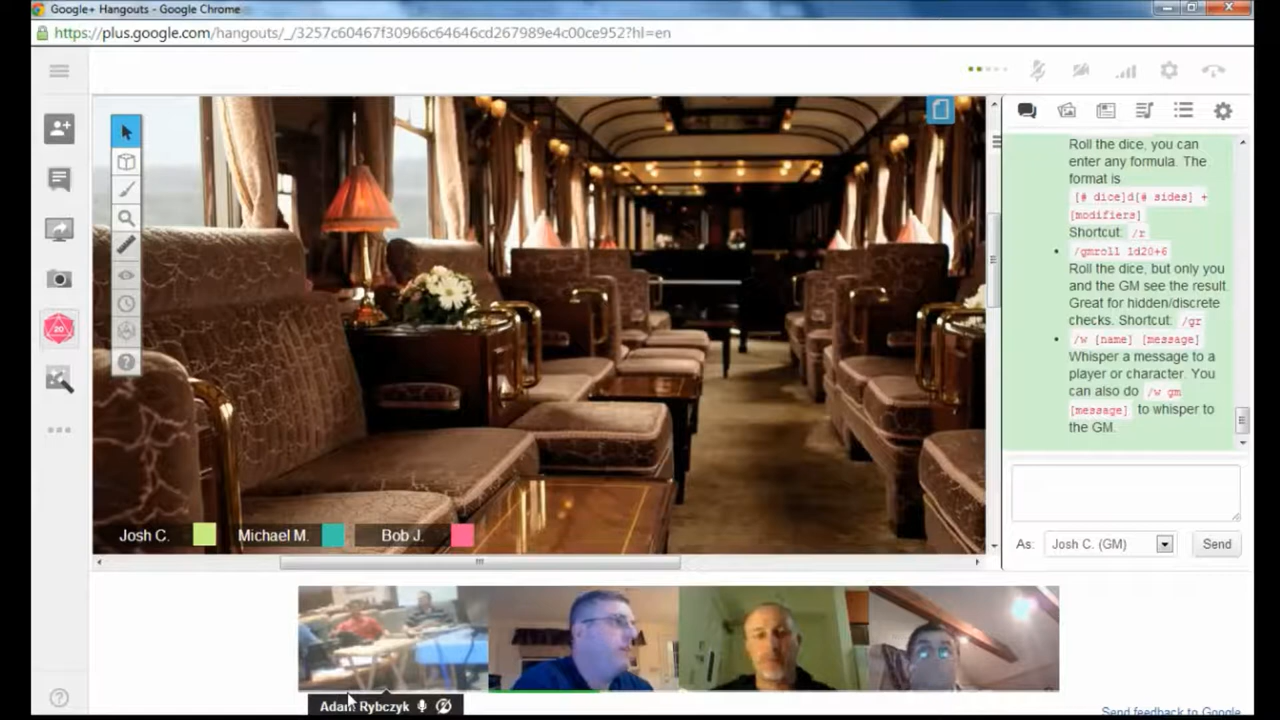 Google+ Hangouts - Google Chrome
https://plus.google.com/hangouts/_/3257c60467f30966c64646cd267989e4c00ce952?hl=en
20
?
?
Roll the dice, you can
enter any formula. The
format is
[# dice]d[# sides] +
[modifiers]
Shortcut: /r
/gmroll 1d20+6
Roll the dice, but only you
and the GM see the result.
Great for hidden/discrete
checks. Shortcut: /gr
/w [name] [message]
Whisper a message to a
player or character. You
can also do /w gm
[message] to whisper to
the GM.
As: Josh C. (GM) Send
Josh C. Michael M. Bob J.
Adam Rybczyk
Send feedback to Google